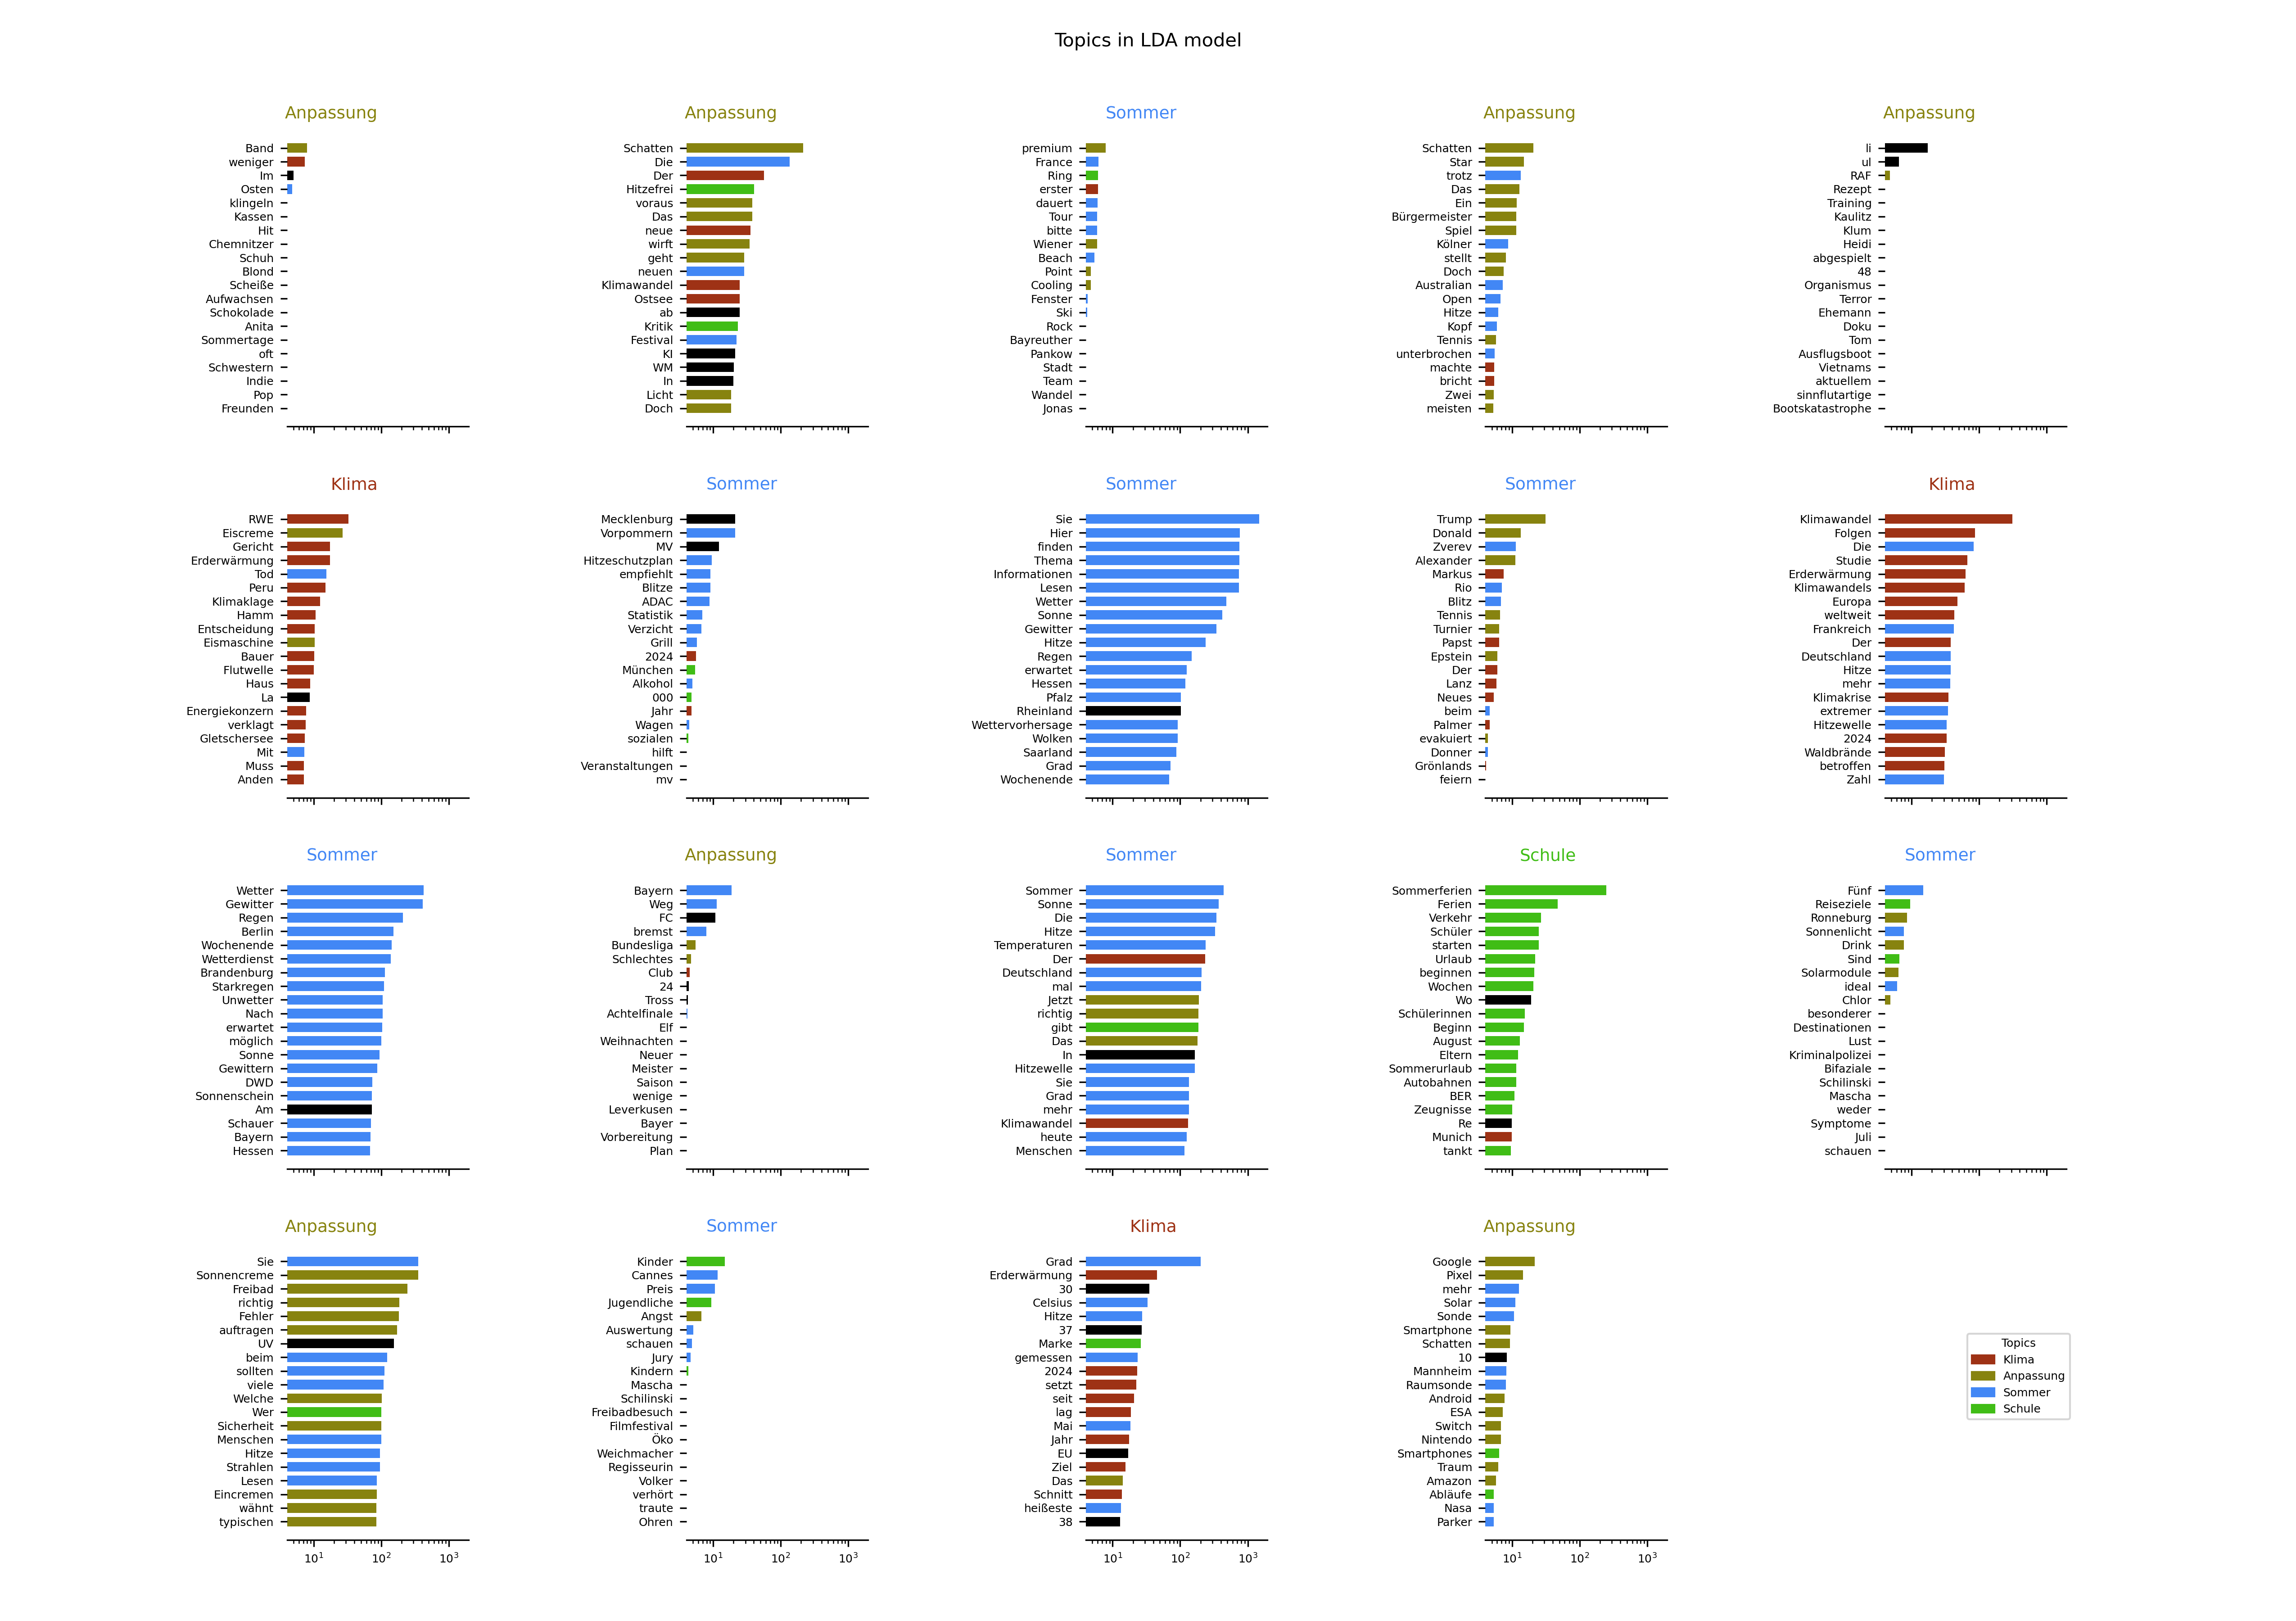 Topics in LDA model
Anpassung
Band
weniger
Im
Osten
klingeln
Kassen
Hit
Chemnitzer
Schuh
Blond
Scheiße
Aufwachsen
Schokolade
Anita
Sommertage
oft
Schwestern
Indie
Pop
Freunden
Anpassung
Schatten
Die
Der
Hitzefrei
voraus
Das
neue
wirft
geht
neuen
Klimawandel
Ostsee
ab
Kritik
Festival
KI
WM
In
Licht
Doch
Sommer
premium
France
Ring
erster
dauert
Tour
bitte
Wiener
Beach
Point
Cooling
Fenster
Ski
Rock
Bayreuther
Pankow
Stadt
Team
Wandel
Jonas
Anpassung
Schatten
Star
trotz
Das
Ein
Bürgermeister
Spiel
Kölner
stellt
Doch
Australian
Open
Hitze
Kopf
Tennis
unterbrochen
machte
bricht
Zwei
meisten
Anpassung
li
ul
RAF
Rezept
Training
Kaulitz
Klum
Heidi
abgespielt
48
Organismus
Terror
Ehemann
Doku
Tom
Ausflugsboot
Vietnams
aktuellem
sinnflutartige
Bootskatastrophe
Klima
RWE
Eiscreme
Gericht
Erderwärmung
Tod
Peru
Klimaklage
Hamm
Entscheidung
Eismaschine
Bauer
Flutwelle
Haus
La
Energiekonzern
verklagt
Gletschersee
Mit
Muss
Anden
Sommer
Mecklenburg
Vorpommern
MV
Hitzeschutzplan
empfiehlt
Blitze
ADAC
Statistik
Verzicht
Grill
2024
München
Alkohol
000
Jahr
Wagen
sozialen
hilft
Veranstaltungen
mv
Sommer
Sie
Hier
finden
Thema
Informationen
Lesen
Wetter
Sonne
Gewitter
Hitze
Regen
erwartet
Hessen
Pfalz
Rheinland
Wettervorhersage
Wolken
Saarland
Grad
Wochenende
Sommer
Trump
Donald
Zverev
Alexander
Markus
Rio
Blitz
Tennis
Turnier
Papst
Epstein
Der
Lanz
Neues
beim
Palmer
evakuiert
Donner
Grönlands
feiern
Klima
Klimawandel
Folgen
Die
Studie
Erderwärmung
Klimawandels
Europa
weltweit
Frankreich
Der
Deutschland
Hitze
mehr
Klimakrise
extremer
Hitzewelle
2024
Waldbrände
betroffen
Zahl
Sommer
Wetter
Gewitter
Regen
Berlin
Wochenende
Wetterdienst
Brandenburg
Starkregen
Unwetter
Nach
erwartet
möglich
Sonne
Gewittern
DWD
Sonnenschein
Am
Schauer
Bayern
Hessen
Anpassung
Bayern
Weg
FC
bremst
Bundesliga
Schlechtes
Club
24
Tross
Achtelfinale
Elf
Weihnachten
Neuer
Meister
Saison
wenige
Leverkusen
Bayer
Vorbereitung
Plan
Sommer
Sommer
Sonne
Die
Hitze
Temperaturen
Der
Deutschland
mal
Jetzt
richtig
gibt
Das
In
Hitzewelle
Sie
Grad
mehr
Klimawandel
heute
Menschen
Schule
Sommerferien
Ferien
Verkehr
Schüler
starten
Urlaub
beginnen
Wochen
Wo
Schülerinnen
Beginn
August
Eltern
Sommerurlaub
Autobahnen
BER
Zeugnisse
Re
Munich
tankt
Sommer
Fünf
Reiseziele
Ronneburg
Sonnenlicht
Drink
Sind
Solarmodule
ideal
Chlor
besonderer
Destinationen
Lust
Kriminalpolizei
Bifaziale
Schilinski
Mascha
weder
Symptome
Juli
schauen
Anpassung
Sie
Sonnencreme
Freibad
richtig
Fehler
auftragen
UV
beim
sollten
viele
Welche
Wer
Sicherheit
Menschen
Hitze
Strahlen
Lesen
Eincremen
wähnt
typischen
10¹ 10² 10³
Sommer
Kinder
Cannes
Preis
Jugendliche
Angst
Auswertung
schauen
Jury
Kindern
Mascha
Schilinski
Freibadbesuch
Filmfestival
Öko
Weichmacher
Regisseurin
Volker
verhört
traute
Ohren
10¹ 10² 10³
Klima
Grad
Erderwärmung
30
Celsius
Hitze
37
Marke
gemessen
2024
setzt
seit
lag
Mai
Jahr
EU
Ziel
Das
Schnitt
heißeste
38
10¹ 10² 10³
Anpassung
Google
Pixel
mehr
Solar
Sonde
Smartphone
Schatten
10
Mannheim
Raumsonde
Android
ESA
Switch
Nintendo
Smartphones
Traum
Amazon
Abläufe
Nasa
Parker
10¹ 10² 10³
Topics
Klima
Anpassung
Sommer
Schule